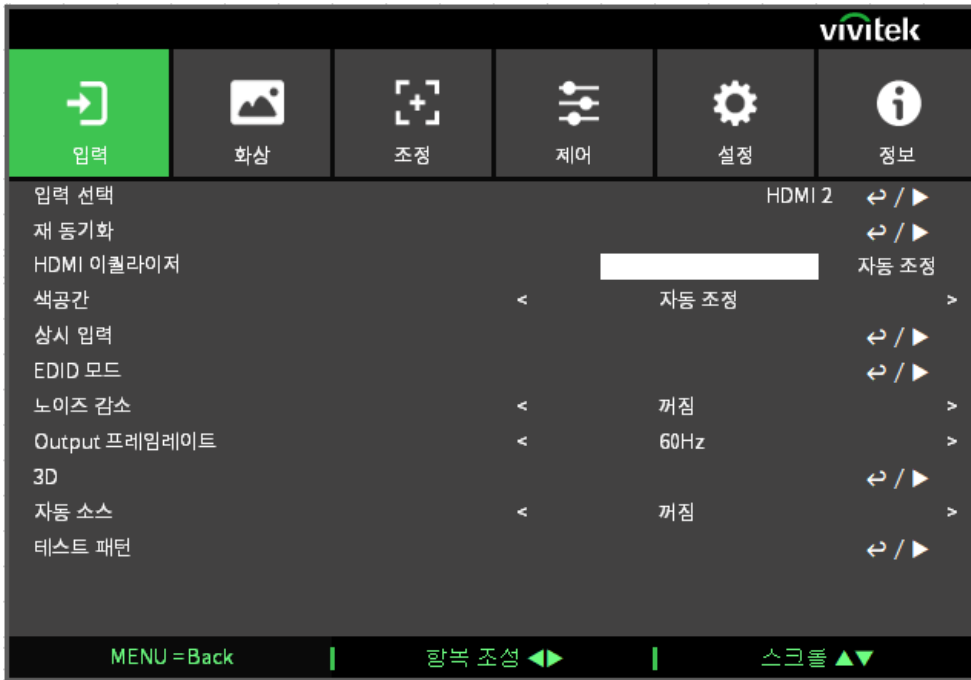 vivitek
입력 화상 조정 제어 설정 정보
입력 선택 HDMI 2 ↩ / ▶
재 동기화 ↩ / ▶
HDMI 이퀄라이저 자동 조정
색공간 < 자동 조정 >
상시 입력 ↩ / ▶
EDID 모드 ↩ / ▶
노이즈 감소 < 꺼짐 >
Output 프레임레이트 < 60Hz >
3D ↩ / ▶
자동 소스 < 꺼짐 >
테스트 패턴 ↩ / ▶
MENU = Back | 항복 조성 ◀▶ | 스크롤 ▲▼